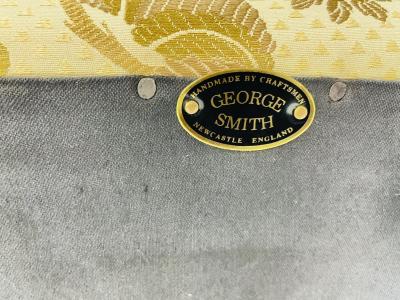 HANDMADE BY CRAFTSMEN
GEORGE
SMITH
NEWCASTLE ENGLAND